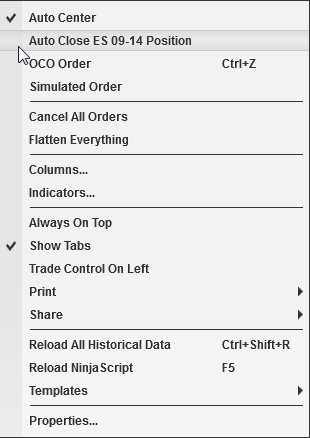 Auto Center
Auto Close ES 09-14 Position
OCO Order Ctrl+Z
Simulated Order
Cancel All Orders
Flatten Everything
Columns...
Indicators...
Always On Top
Show Tabs
Trade Control On Left
Print
Share
Reload All Historical Data Ctrl+Shift+R
Reload NinjaScript F5
Templates
Properties...